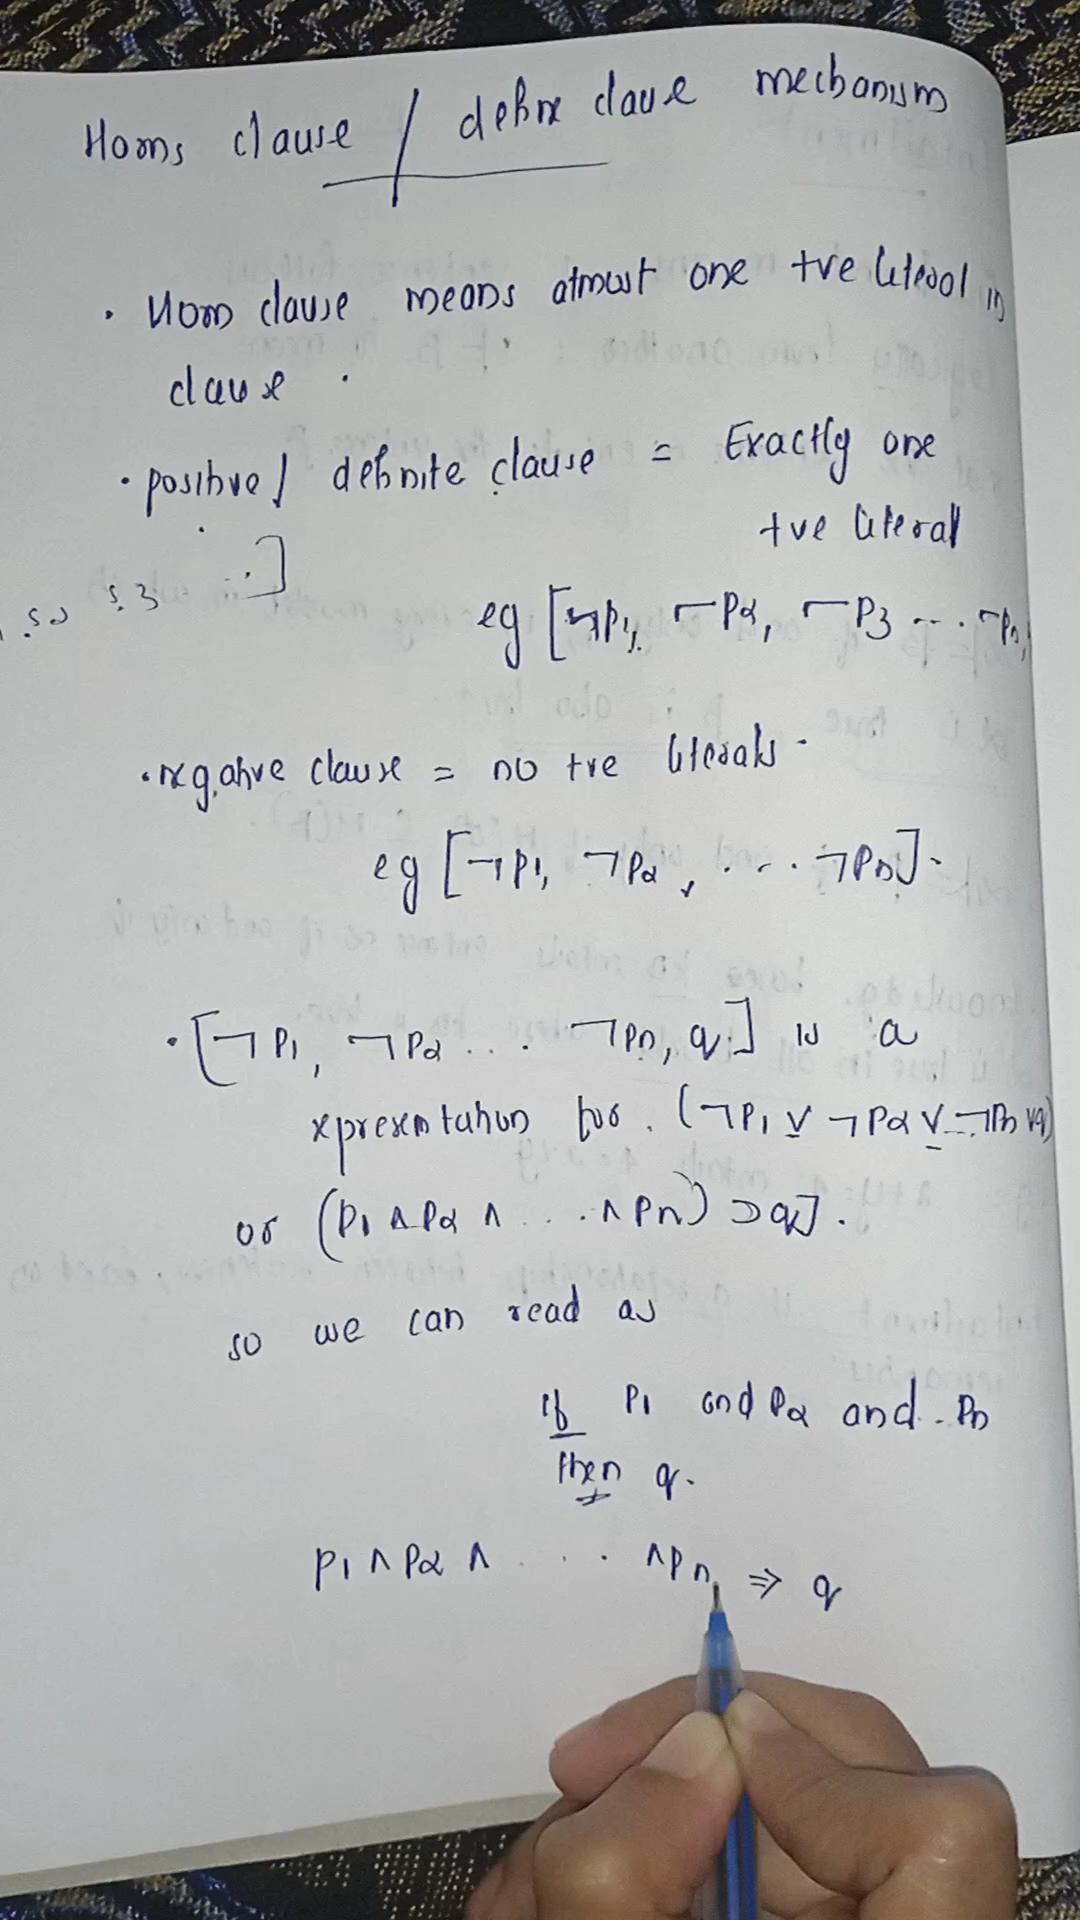 Horns clause / define clause mechanism
• Horn clause means atmost one +ve literal in
clause .
• positive / definite clause = Exactly one
+ve literal
eg [¬p1, ¬p2, ¬p3 ... ¬pn,
• negative clause = no +ve literals.
eg [¬p1, ¬p2, .... ¬pn].
• [¬p1, ¬p2 ... ¬pn, q] is a
representation for. (¬p1 ∨ ¬p2 ∨ ...¬pn ∨q)
or (p1 ∧ p2 ∧ ... ∧ pn) ⊃ q].
so we can read as
If p1 and p2 and . pn
then q.
p1 ∧ p2 ∧ ... ∧pn ⇒ q